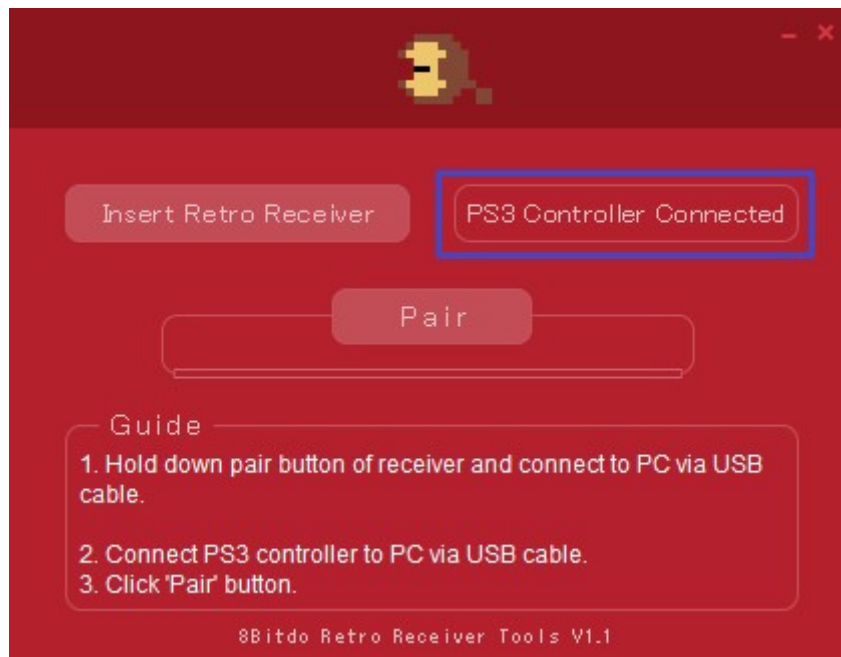 Insert Retro Receiver
PS3 Controller Connected
Pair
Guide
1. Hold down pair button of receiver and connect to PC via USB
cable.
2. Connect PS3 controller to PC via USB cable.
3. Click 'Pair' button.
8Bitdo Retro Receiver Tools V1.1